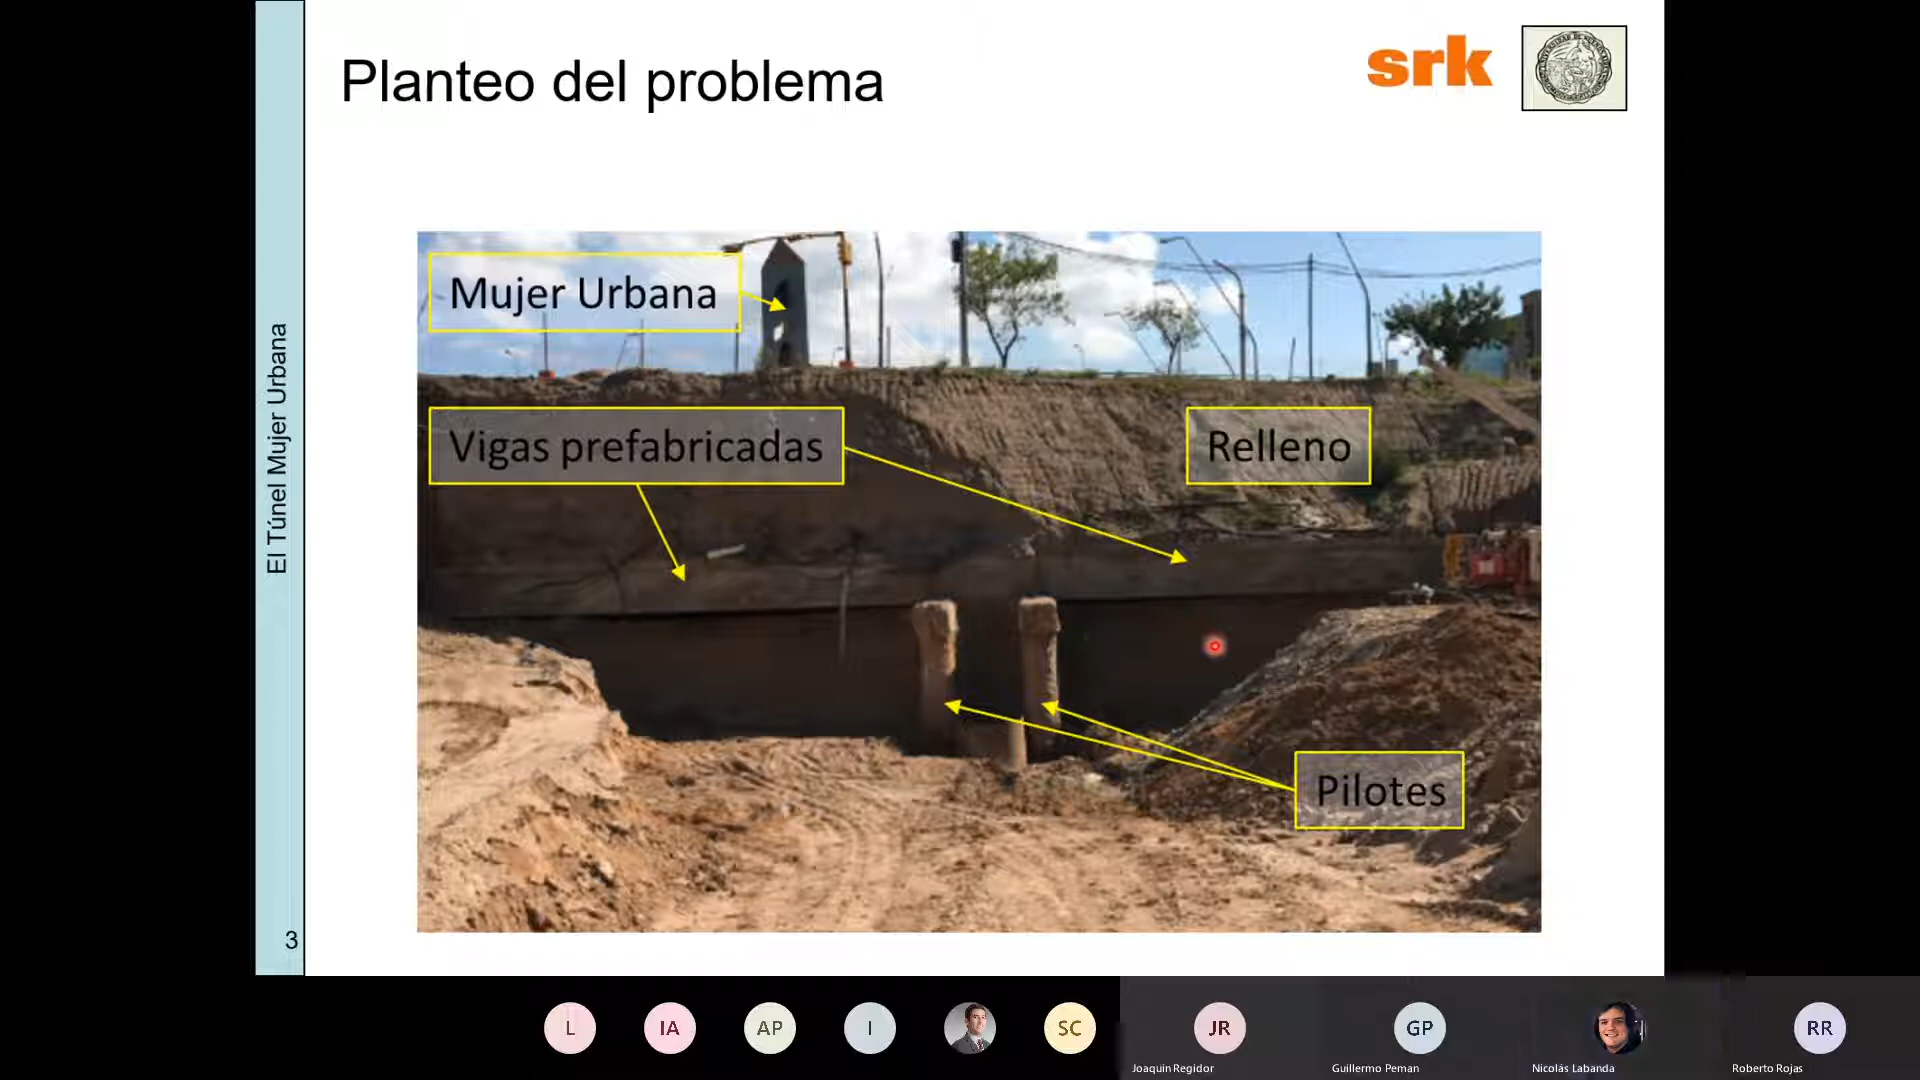 Planteo del problema
srk
El Túnel Mujer Urbana
Mujer Urbana
Vigas prefabricadas
Relleno
Pilotes
3
L
IA
AP
I
SC
JR
GP
RR
Joaquin Regidor
Guillermo Peman
Nicolás Labanda
Roberto Rojas